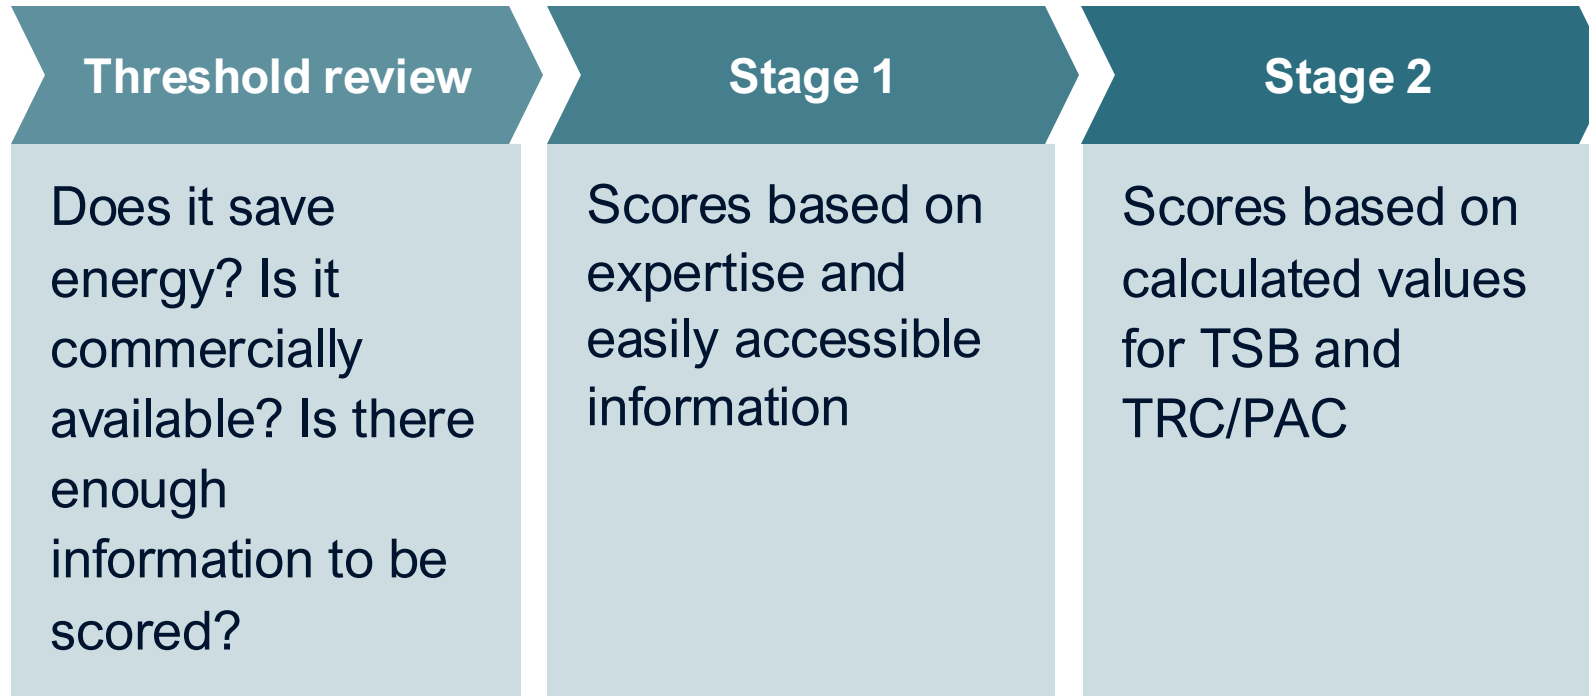 Threshold review
Does it save
energy? Is it
commercially
available? Is there
enough
information to be
scored?
Stage 1
Scores based on
expertise and
easily accessible
information
Stage 2
Scores based on
calculated values
for TSB and
TRC/PAC